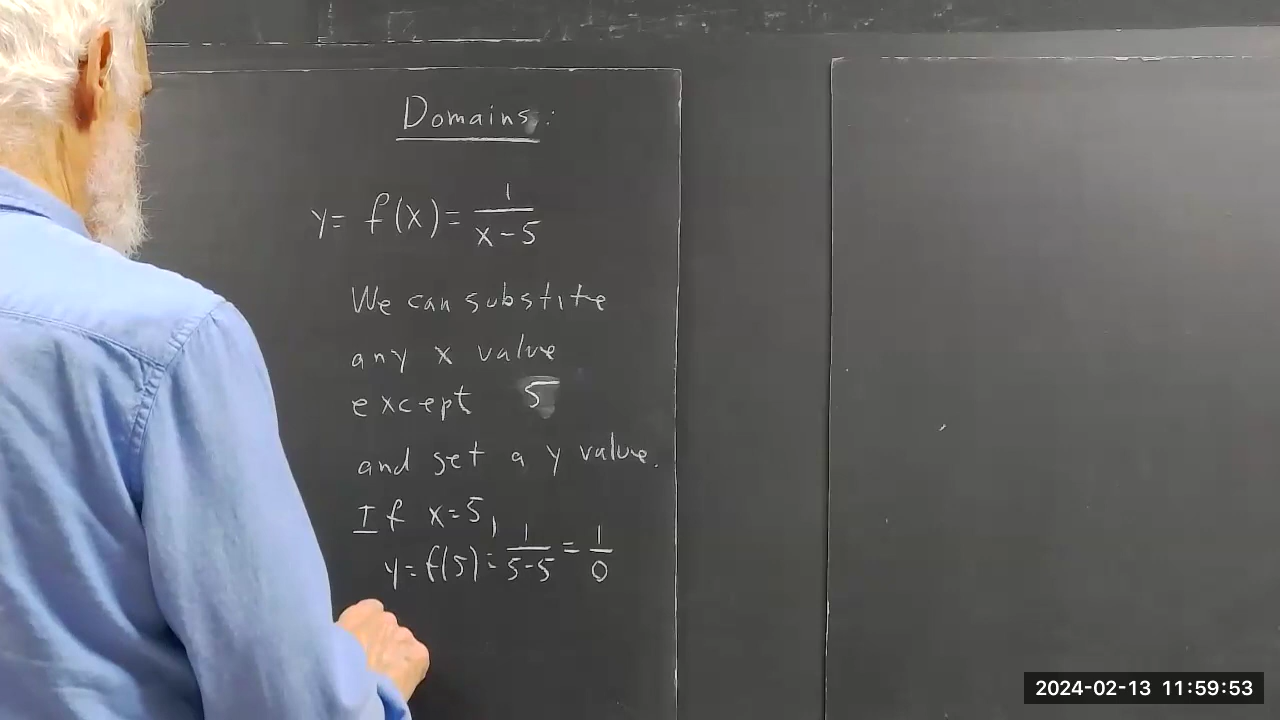 Domains:
y = f(x) = 1/(x-5)
We can substite
any x value
except 5
and get a y value.
If x=5,
y = f(5) = 1/(5-5) = 1/0
2024-02-13 11:59:53